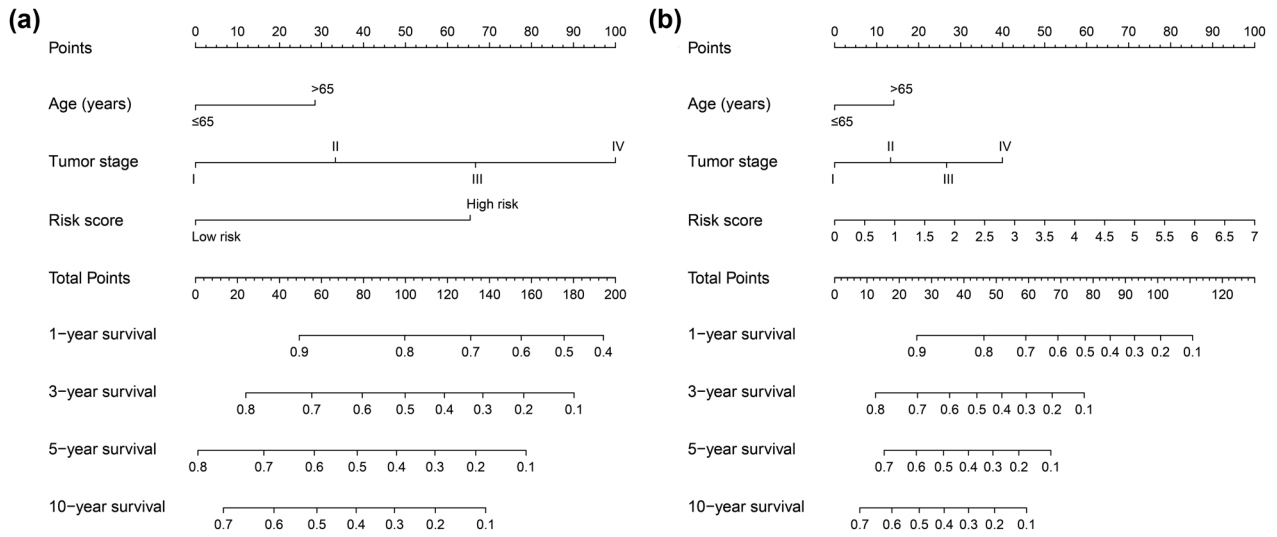 (a)
0 10 20 30 40 50 60 70 80 90 100
Points
>65
Age (years)
≤65
II IV
Tumor stage
I III
High risk
Risk score
Low risk
Total Points
0 20 40 60 80 100 120 140 160 180 200
1−year survival
0.9 0.8 0.7 0.6 0.5 0.4
3−year survival
0.8 0.7 0.6 0.5 0.4 0.3 0.2 0.1
5−year survival
0.8 0.7 0.6 0.5 0.4 0.3 0.2 0.1
10−year survival
0.7 0.6 0.5 0.4 0.3 0.2 0.1
(b)
0 10 20 30 40 50 60 70 80 90 100
Points
>65
Age (years)
≤65
II IV
Tumor stage
I III
Risk score
0 0.5 1 1.5 2 2.5 3 3.5 4 4.5 5 5.5 6 6.5 7
Total Points
0 10 20 30 40 50 60 70 80 90 100 120
1−year survival
0.9 0.8 0.7 0.6 0.5 0.4 0.3 0.2 0.1
3−year survival
0.8 0.7 0.6 0.5 0.4 0.3 0.2 0.1
5−year survival
0.7 0.6 0.5 0.4 0.3 0.2 0.1
10−year survival
0.7 0.6 0.5 0.4 0.3 0.2 0.1